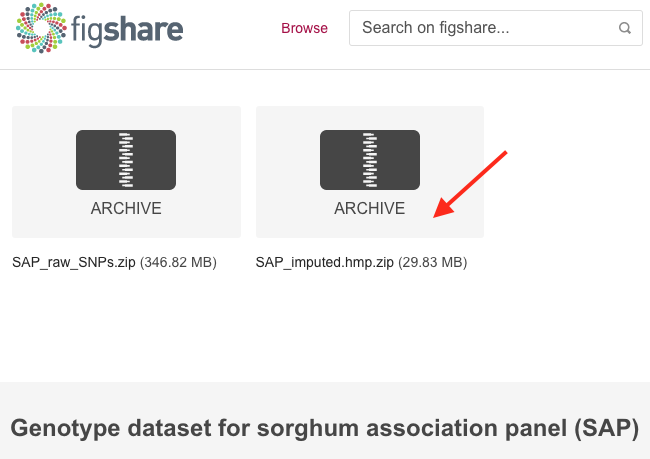 figshare
Browse
Search on figshare...
ARCHIVE
ARCHIVE
SAP_raw_SNPs.zip (346.82 MB)
SAP_imputed.hmp.zip (29.83 MB)
Genotype dataset for sorghum association panel (SAP)